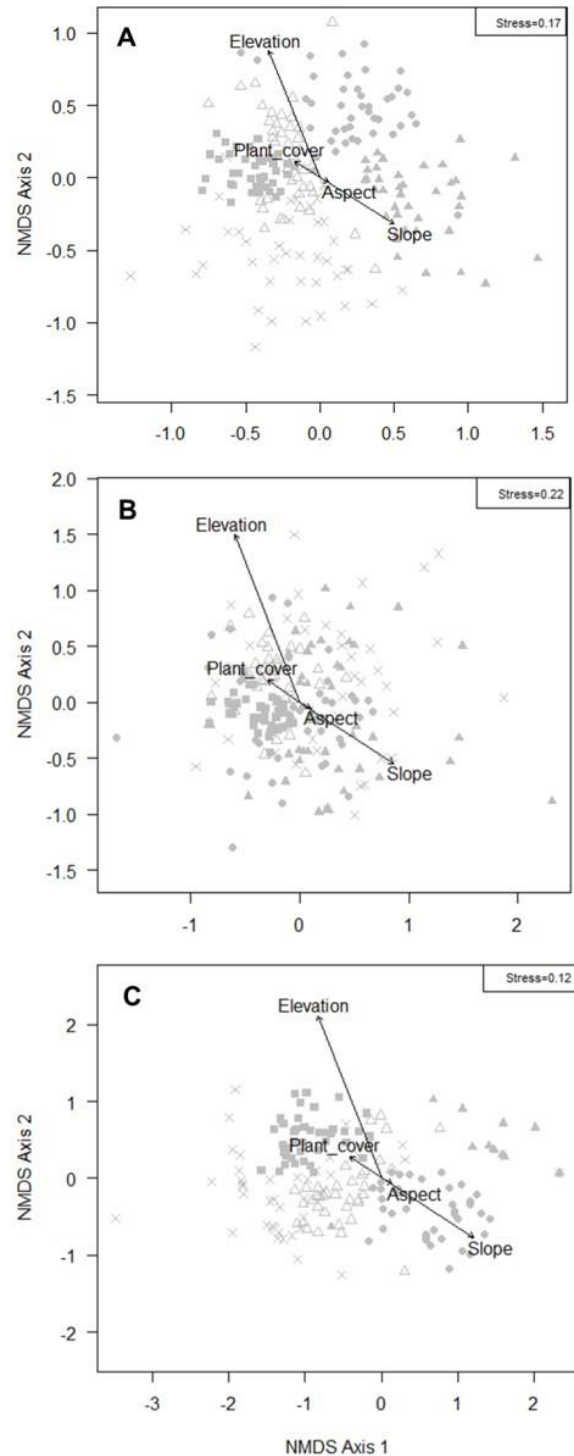 A
Stress=0.17
1.0
Elevation
0.5
Plant_cover
0.0
Aspect
NMDS Axis 2
Slope
-0.5
-1.0
-1.5
-1.0 -0.5 0.0 0.5 1.0 1.5
2.0
B
Stress=0.22
1.5
Elevation
1.0
0.5
Plant_cover
NMDS Axis 2
0.0
Aspect
-0.5
Slope
-1.0
-1.5
-1 0 1 2
C
Stress=0.12
Elevation
2
1
Plant_cover
NMDS Axis 2
0
Aspect
Slope
-1
-2
-3 -2 -1 0 1 2
NMDS Axis 1